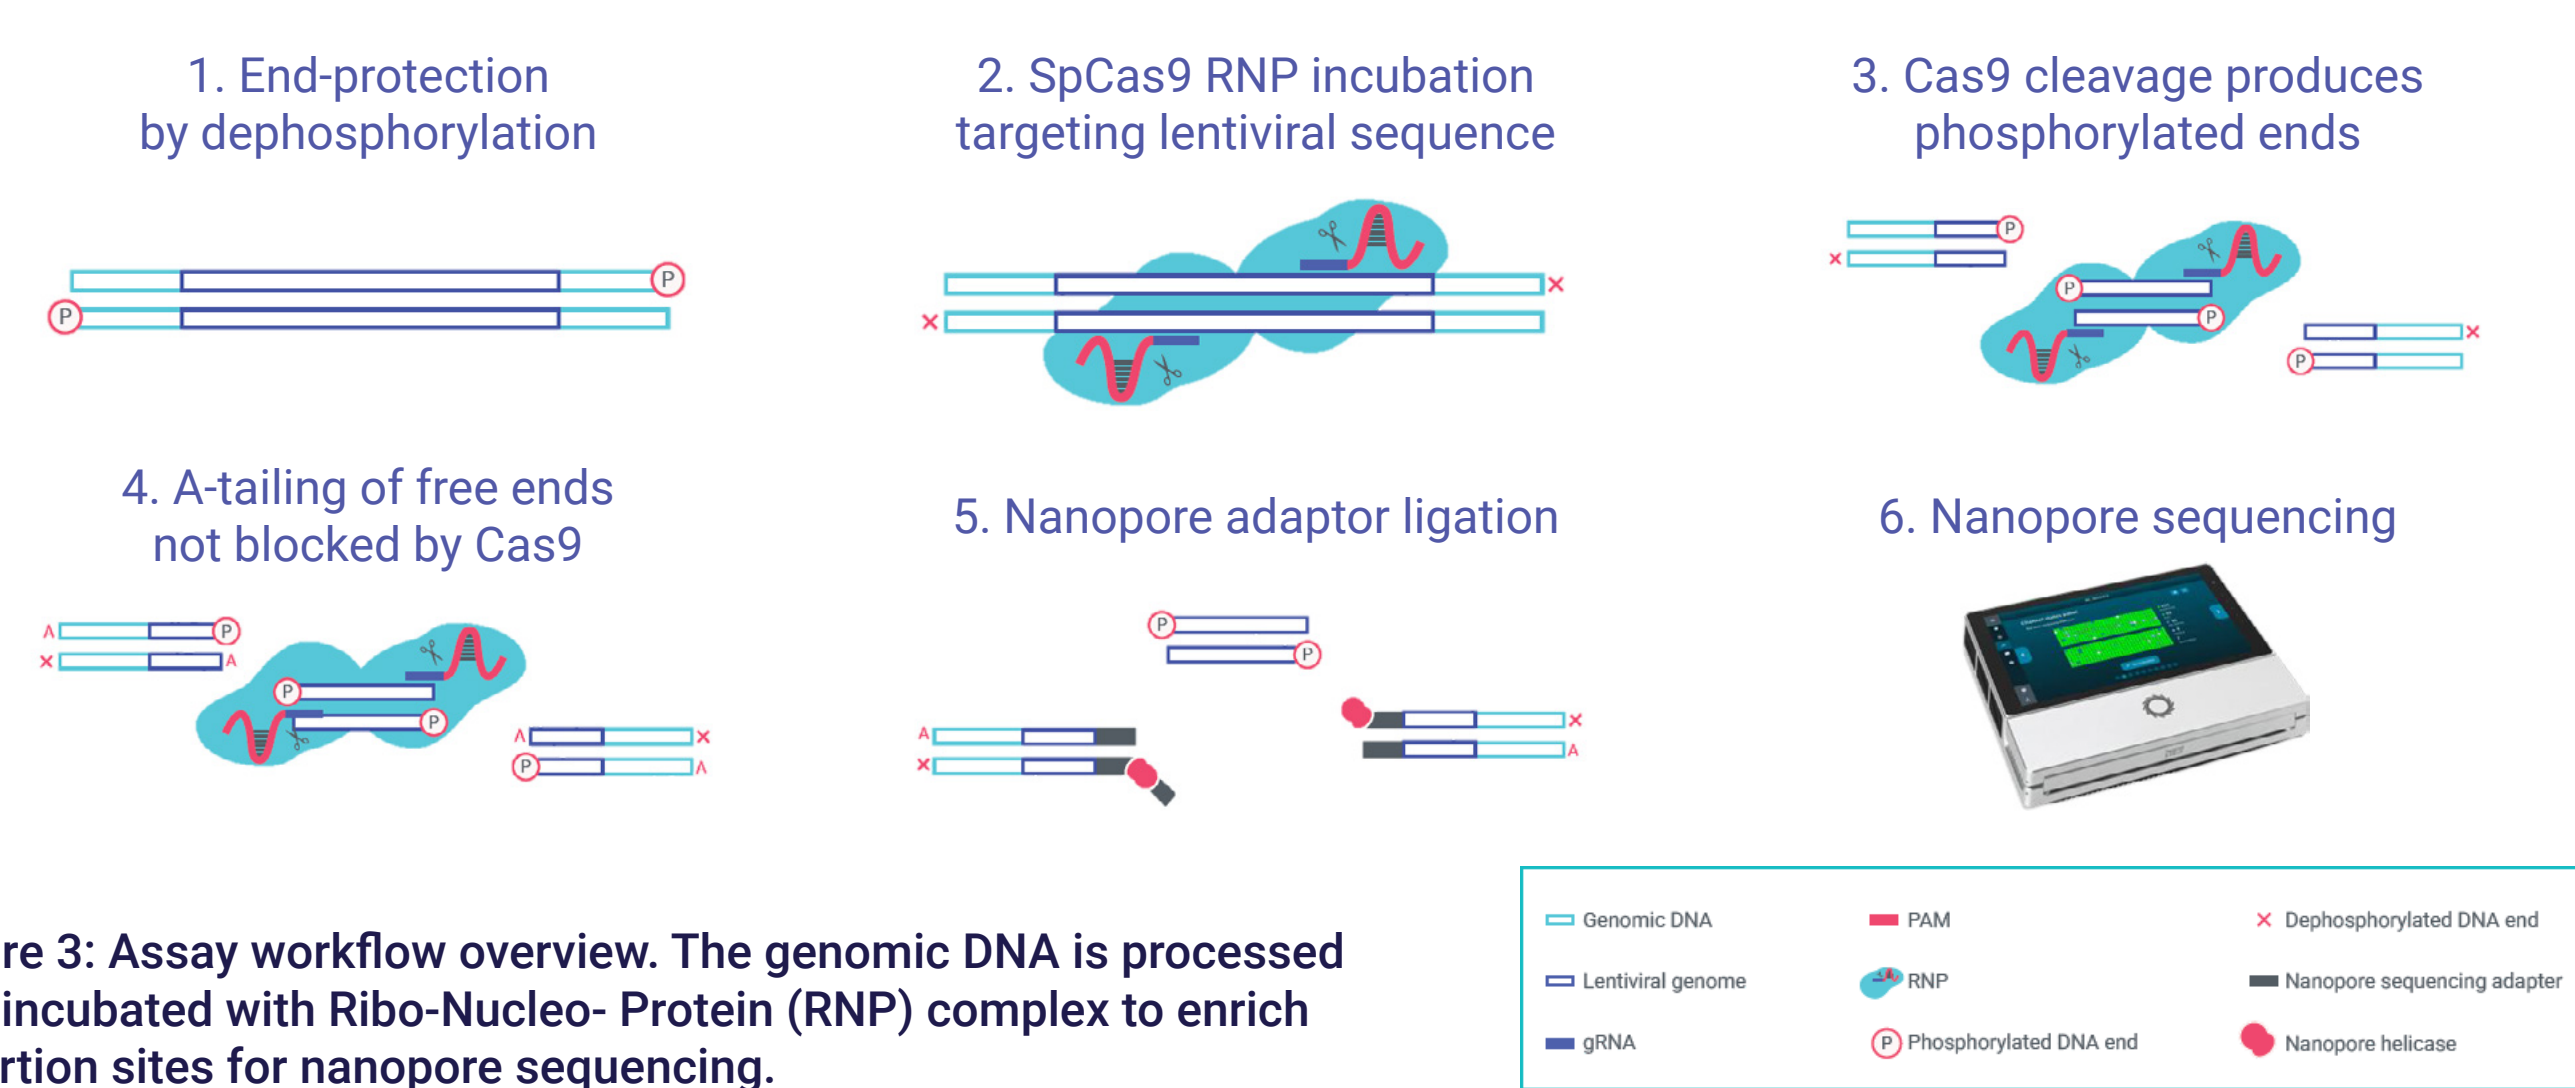 1. End-protection
by dephosphorylation
2. SpCas9 RNP incubation
targeting lentiviral sequence
3. Cas9 cleavage produces
phosphorylated ends
P
P
P
P
P
P
4. A-tailing of free ends
not blocked by Cas9
5. Nanopore adaptor ligation
6. Nanopore sequencing
A
P
A
P
P
A
P
A
P
P
A
A
re 3: Assay workflow overview. The genomic DNA is processed
incubated with Ribo-Nucleo- Protein (RNP) complex to enrich
rtion sites for nanopore sequencing.
Genomic DNA
PAM
Dephosphorylated DNA end
Lentiviral genome
RNP
Nanopore sequencing adapter
gRNA
P Phosphorylated DNA end
Nanopore helicase